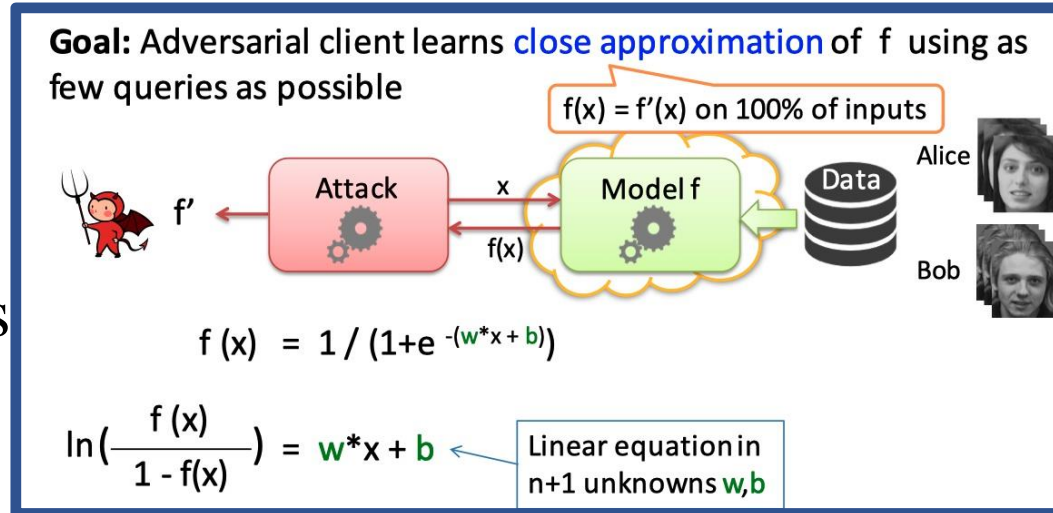 Goal: Adversarial client learns close approximation of f using as
few queries as possible
f(x) = f'(x) on 100% of inputs
Alice
Attack
x
Model f
Data
f'
f(x)
Bob
s
f (x) = 1 / (1+e -(w*x + b))
ln( f (x) / 1 - f(x) ) = w*x + b
Linear equation in
n+1 unknowns w,b